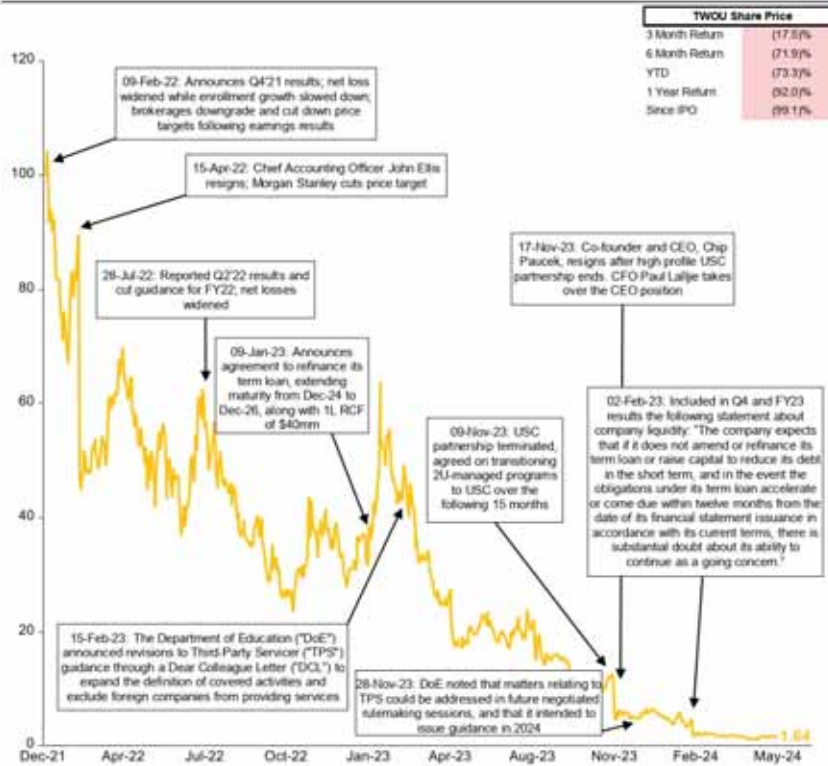 TWOU Share Price
3 Month Return (17.5)%
6 Month Return (71.9)%
YTD (73.3)%
1 Year Return (92.0)%
Since IPO (99.1)%
120
100
80
60
40
20
0
09-Feb-22: Announces Q4'21 results; net loss
widened while enrollment growth slowed down;
brokerages downgrade and cut down price
targets following earnings results
15-Apr-22: Chief Accounting Officer John Ellis
resigns; Morgan Stanley cuts price target
28-Jul-22: Reported Q2'22 results and
cut guidance for FY22; net losses
widened
09-Jan-23: Announces
agreement to refinance its
term loan, extending
maturity from Dec-24 to
Dec-26, along with 1L RCF
of $40mm
17-Nov-23: Co-founder and CEO, Chip
Paucek, resigns after high profile USC
partnership ends. CFO Paul Lalljie takes
over the CEO position
09-Nov-23: USC
partnership terminated,
agreed on transitioning
2U-managed programs
to USC over the
following 15 months
02-Feb-23: Included in Q4 and FY23
results the following statement about
company liquidity: "The company expects
that if it does not amend or refinance its
term loan or raise capital to reduce its debt
in the short term, and in the event the
obligations under its term loan accelerate
or come due within twelve months from the
date of its financial statement issuance in
accordance with its current terms, there is
substantial doubt about its ability to
continue as a going concern."
15-Feb-23: The Department of Education ("DoE")
announced revisions to Third-Party Servicer ("TPS")
guidance through a Dear Colleague Letter ("DCL") to
expand the definition of covered activities and
exclude foreign companies from providing services
28-Nov-23: DoE noted that matters relating to
TPS could be addressed in future negotiated
rulemaking sessions, and that it intended to
issue guidance in 2024
1.64
Dec-21 Apr-22 Jul-22 Oct-22 Jan-23 Apr-23 Aug-23 Nov-23 Feb-24 May-24